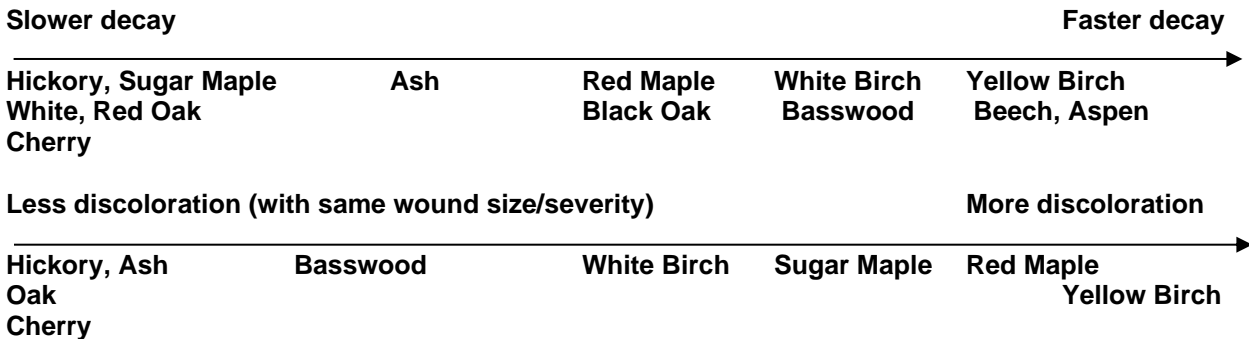 Slower decay Faster decay
Hickory, Sugar Maple Ash Red Maple White Birch Yellow Birch
White, Red Oak Black Oak Basswood Beech, Aspen
Cherry
Less discoloration (with same wound size/severity) More discoloration
Hickory, Ash Basswood White Birch Sugar Maple Red Maple
Oak Yellow Birch
Cherry